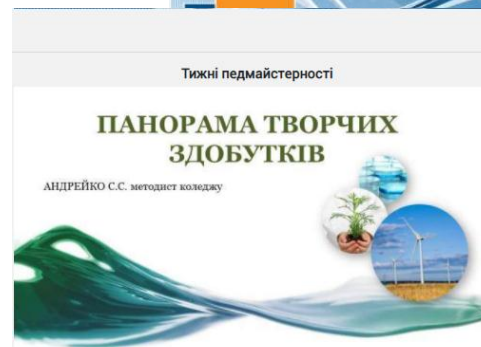 Тижні педмайстерності
ПАНОРАМА ТВОРЧИХ
ЗДОБУТКІВ
АНДРЕЙКО С.С. методист коледжу